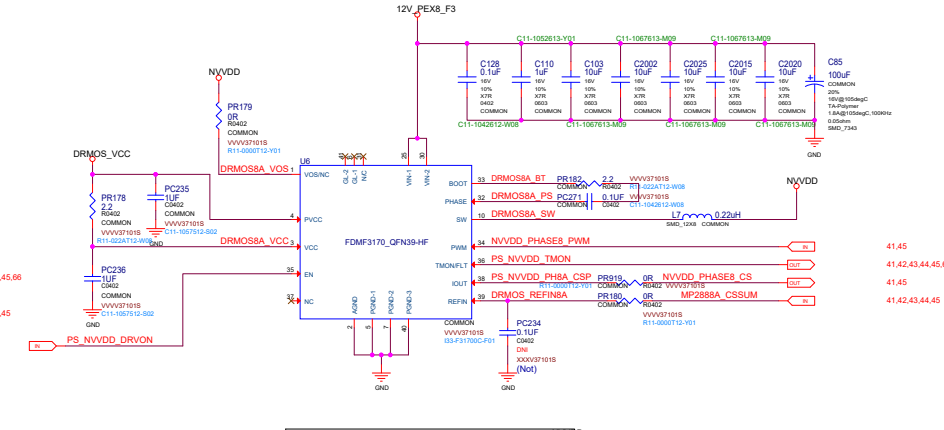 12V_PEX8_F3
C11-1052613-Y01
C11-1067613-M09
C11-1067613-M09
C128
0.1uF
16V
10%
X7R
0402
COMMON
C110
1uF
16V
10%
X7R
0603
COMMON
C103
10uF
16V
10%
X7R
0603
COMMON
C2002
10uF
16V
10%
X7R
0603
COMMON
C2025
10uF
16V
10%
X7R
0603
COMMON
C2015
10uF
16V
10%
X7R
0603
COMMON
C2020
10uF
16V
10%
X7R
0603
COMMON
C85
100uF
COMMON
20%
16V@105degC
TA-Polymer
1.8A@105degC,100KHz
0.05ohm
SMD_7343
C11-1042612-W08
C11-1067613-M09
C11-1067613-M09
C11-1067613-M09
GND
NVVDD
PR179
0R
R0402
COMMON
VVVV37101S
R11-0000T12-Y01
DRMOS_VCC
DRMOS8A_VOS
1
PR178
2.2
R0402
COMMON
VVVV37101S
R11-022AT12-W08
PC235
1UF
C0402
COMMON
VVVV37101S
C11-1057512-S02
GND
DRMOS8A_VCC
3
4
PC236
1UF
C0402
COMMON
VVVV37101S
C11-1057512-S02
GND
35
37
IN
PS_NVVDD_DRVON
U6
GL-2
GL-1
N/C
25
30
VIN-1
VIN-2
VOS/NC
PVCC
VCC
EN
NC
FDMF3170_QFN39-HF
BOOT
PHASE
SW
PWM
TMON/FLT
IOUT
REFIN
AGND
PGND-1
PGND-2
PGND-3
2
5
7
40
GND
COMMON
VVVV37101S
I33-F31700C-F01
33
DRMOS8A_BT
PR182
2.2
R0402
COMMON
VVVV37101S
R11-022AT12-W08
32
DRMOS8A_PS
PC271
0.1UF
C0402
COMMON
VVVV37101S
C11-1042612-W08
10
DRMOS8A_SW
L7
0.22uH
SMD_12X8
COMMON
NVVDD
34
NVVDD_PHASE8_PWM
IN
41,45
36
PS_NVVDD_TMON
OUT
38
PS_NVVDD_PH8A_CSP
PR919
0R
R0402
COMMON
VVVV37101S
R11-0000T12-Y01
NVVDD_PHASE8_CS
OUT
41,45
39
DRMOS_REFIN8A
PR180
0R
R0402
COMMON
VVVV37101S
R11-0000T12-Y01
MP2888A_CSSUM
IN
41,42,43,44,45
PC234
0.1UF
C0402
DNI
XXXV37101S
(Not)
GND